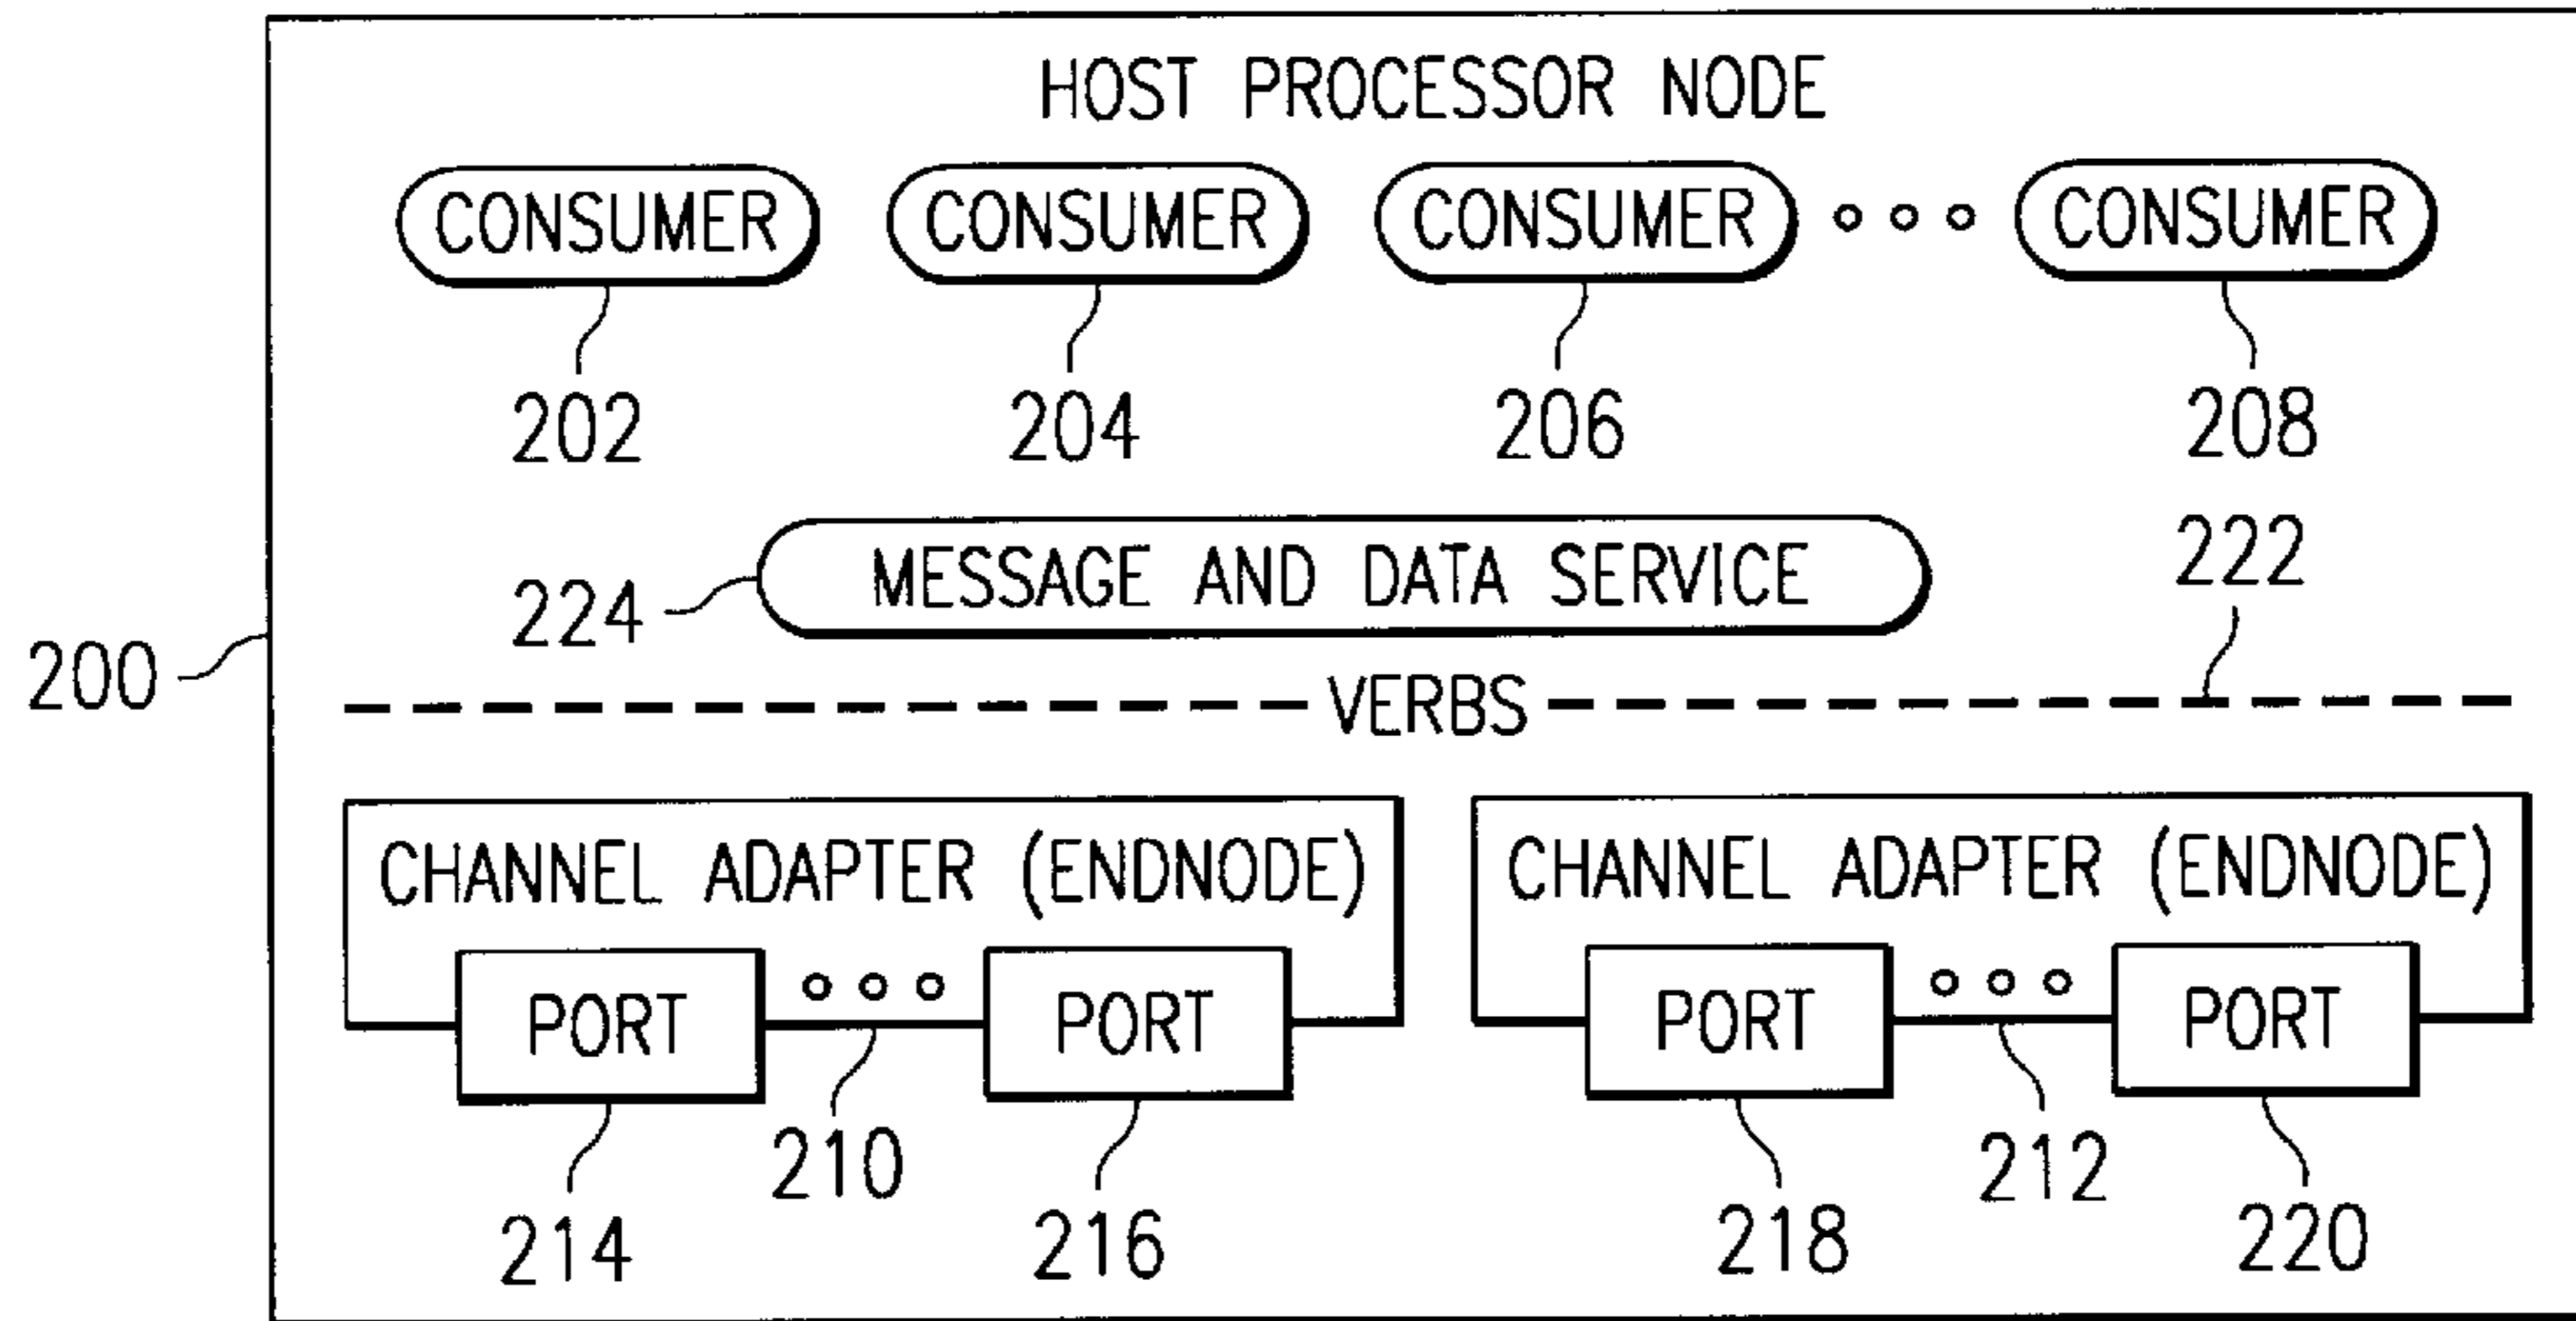 HOST PROCESSOR NODE
CONSUMER CONSUMER CONSUMER CONSUMER
202 204 206 208
MESSAGE AND DATA SERVICE
224 222
200
VERBS
CHANNEL ADAPTER (ENDNODE) CHANNEL ADAPTER (ENDNODE)
PORT PORT PORT PORT
210 212
214 216 218 220